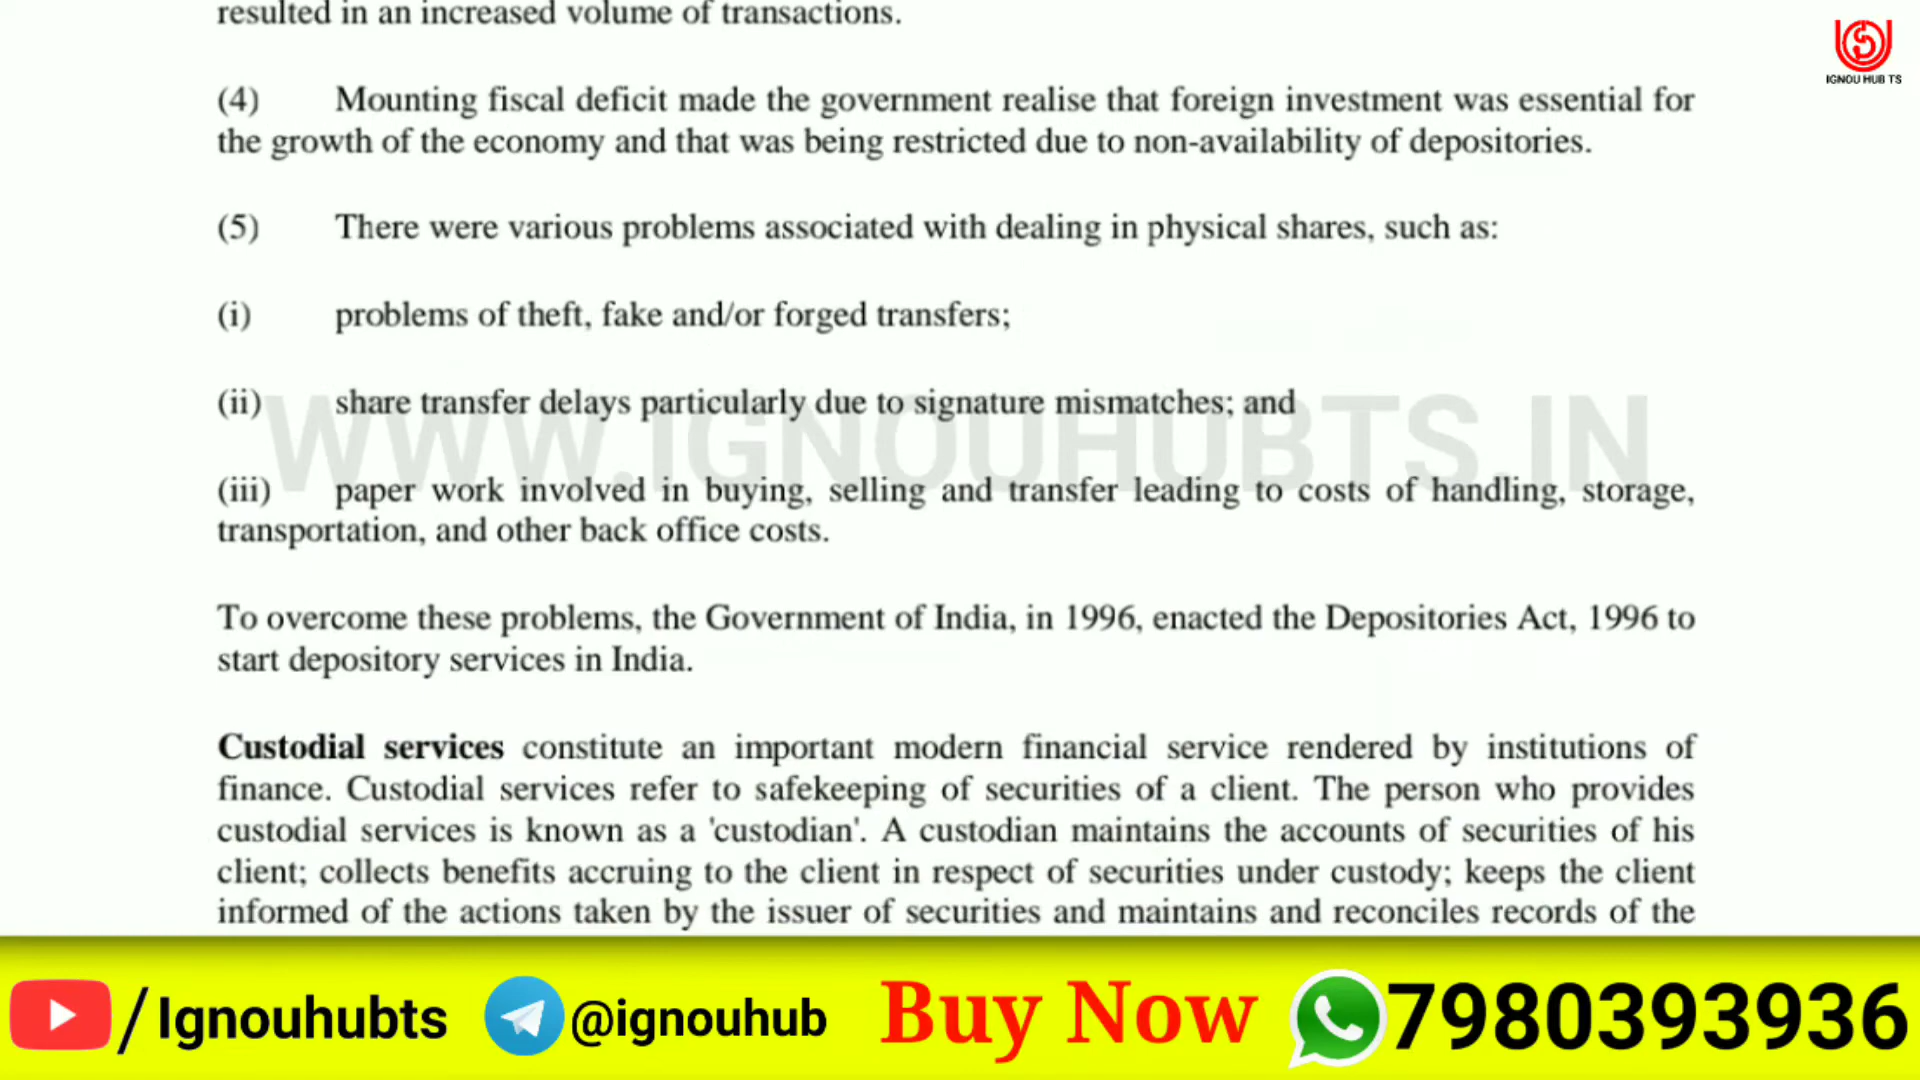 resulted in an increased volume of transactions.
IGNOU HUB TS
(4) Mounting fiscal deficit made the government realise that foreign investment was essential for
the growth of the economy and that was being restricted due to non-availability of depositories.
(5) There were various problems associated with dealing in physical shares, such as:
(i) problems of theft, fake and/or forged transfers;
(ii) share transfer delays particularly due to signature mismatches; and
WWW.IGNOUHUBTS.IN
(iii) paper work involved in buying, selling and transfer leading to costs of handling, storage,
transportation, and other back office costs.
To overcome these problems, the Government of India, in 1996, enacted the Depositories Act, 1996 to
start depository services in India.
Custodial services constitute an important modern financial service rendered by institutions of
finance. Custodial services refer to safekeeping of securities of a client. The person who provides
custodial services is known as a 'custodian'. A custodian maintains the accounts of securities of his
client; collects benefits accruing to the client in respect of securities under custody; keeps the client
informed of the actions taken by the issuer of securities and maintains and reconciles records of the
/Ignouhubts @ignouhub Buy Now 7980393936